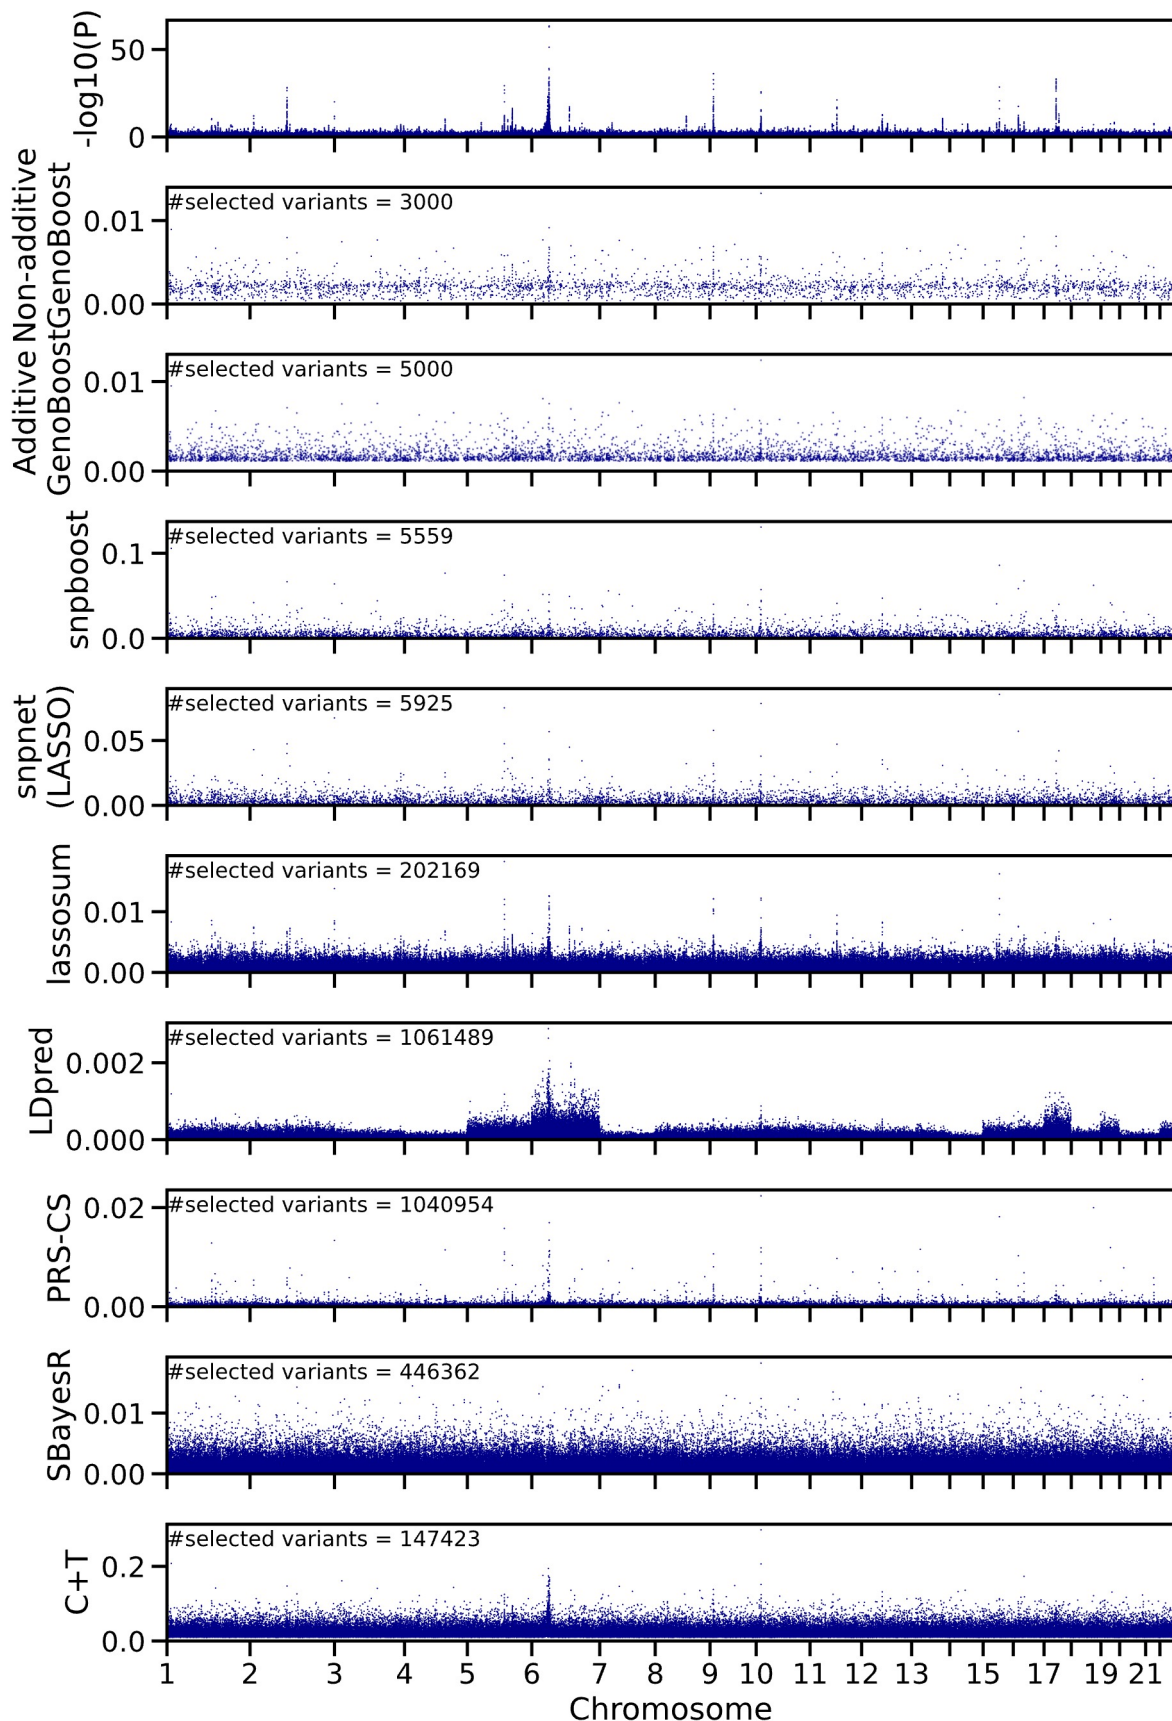 -log10(P)
50
0
Non-additive
GenoBoost
#selected variants = 3000
0.01
0.00
Additive
GenoBoost
#selected variants = 5000
0.01
0.00
snpboost
#selected variants = 5559
0.1
0.0
snpnet
(LASSO)
#selected variants = 5925
0.05
0.00
lassosum
#selected variants = 202169
0.01
0.00
LDpred
#selected variants = 1061489
0.002
0.000
PRS-CS
#selected variants = 1040954
0.02
0.00
SBayesR
#selected variants = 446362
0.01
0.00
C+T
#selected variants = 147423
0.2
0.0
1 2 3 4 5 6 7 8 9 10 11 12 13 15 17 19 21
Chromosome